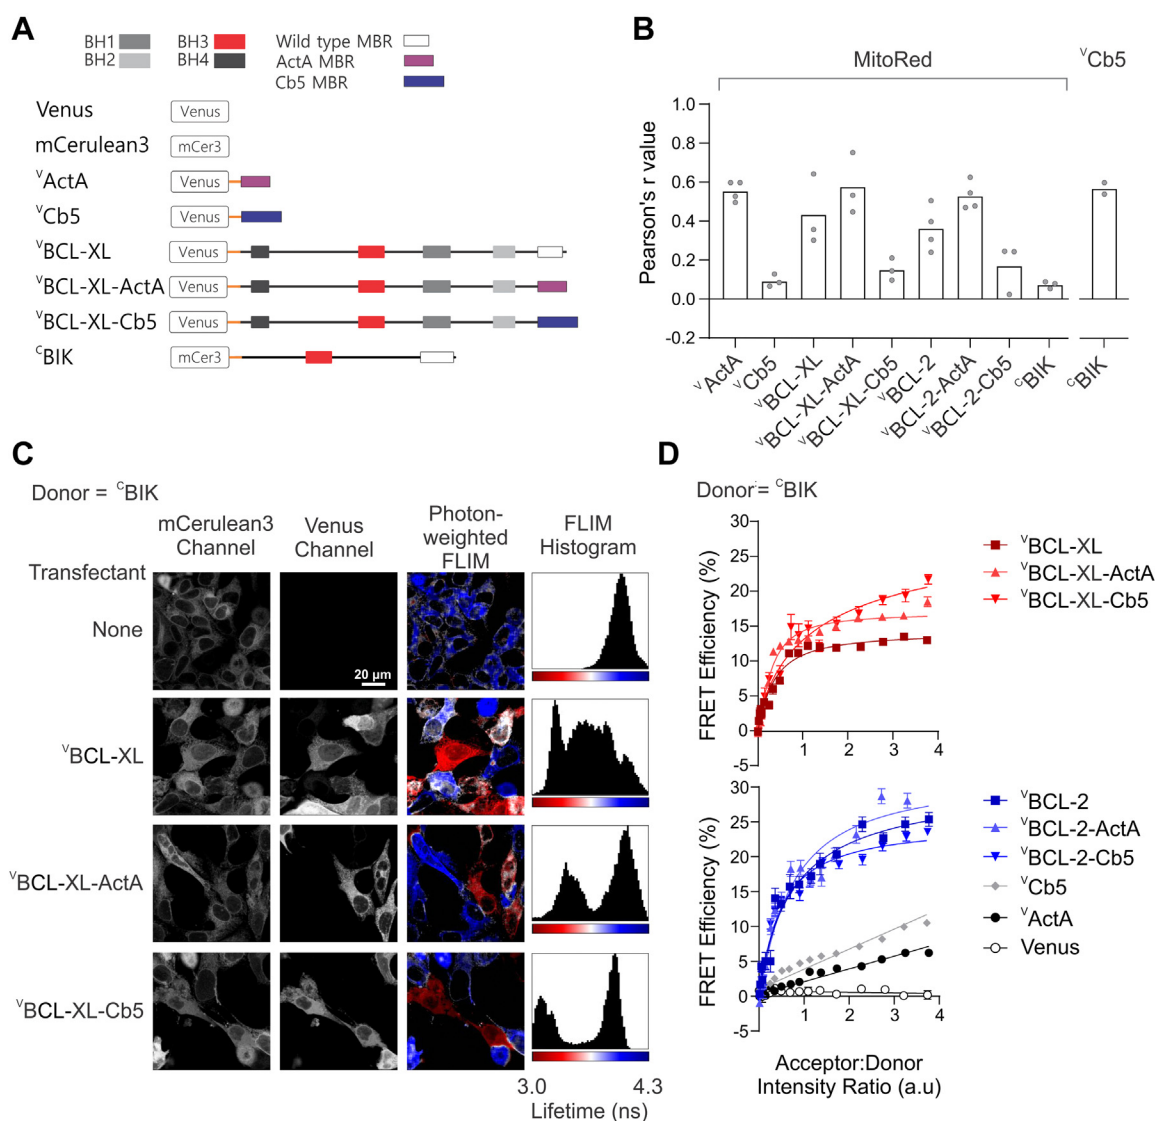 A
BH1
BH2
BH3
BH4
Wild type MBR
ActA MBR
Cb5 MBR
Venus
Venus
mCerulean3
mCer3
ᵛActA
Venus
ᵛCb5
Venus
ᵛBCL-XL
Venus
ᵛBCL-XL-ActA
Venus
ᵛBCL-XL-Cb5
Venus
ᶜBIK
mCer3
B
MitoRed
ᵛCb5
Pearson's r value
1.0
0.8
0.6
0.4
0.2
0.0
-0.2
ᵛActA
ᵛCb5
ᵛBCL-XL
ᵛBCL-XL-ActA
ᵛBCL-XL-Cb5
ᵛBCL-2
ᵛBCL-2-ActA
ᵛBCL-2-Cb5
ᶜBIK
ᶜBIK
C
Donor = ᶜBIK
mCerulean3
Channel
Venus
Channel
Photon-
weighted
FLIM
FLIM
Histogram
Transfectant
None
20 µm
ᵛBCL-XL
ᵛBCL-XL-ActA
ᵛBCL-XL-Cb5
3.0
4.3
Lifetime (ns)
D
Donor = ᶜBIK
FRET Efficiency (%)
30
25
20
15
10
5
0
-5
1
2
3
4
ᵛBCL-XL
ᵛBCL-XL-ActA
ᵛBCL-XL-Cb5
FRET Efficiency (%)
30
25
20
15
10
5
0
-5
1
2
3
4
ᵛBCL-2
ᵛBCL-2-ActA
ᵛBCL-2-Cb5
ᵛCb5
ᵛActA
Venus
Acceptor:Donor
Intensity Ratio (a.u)